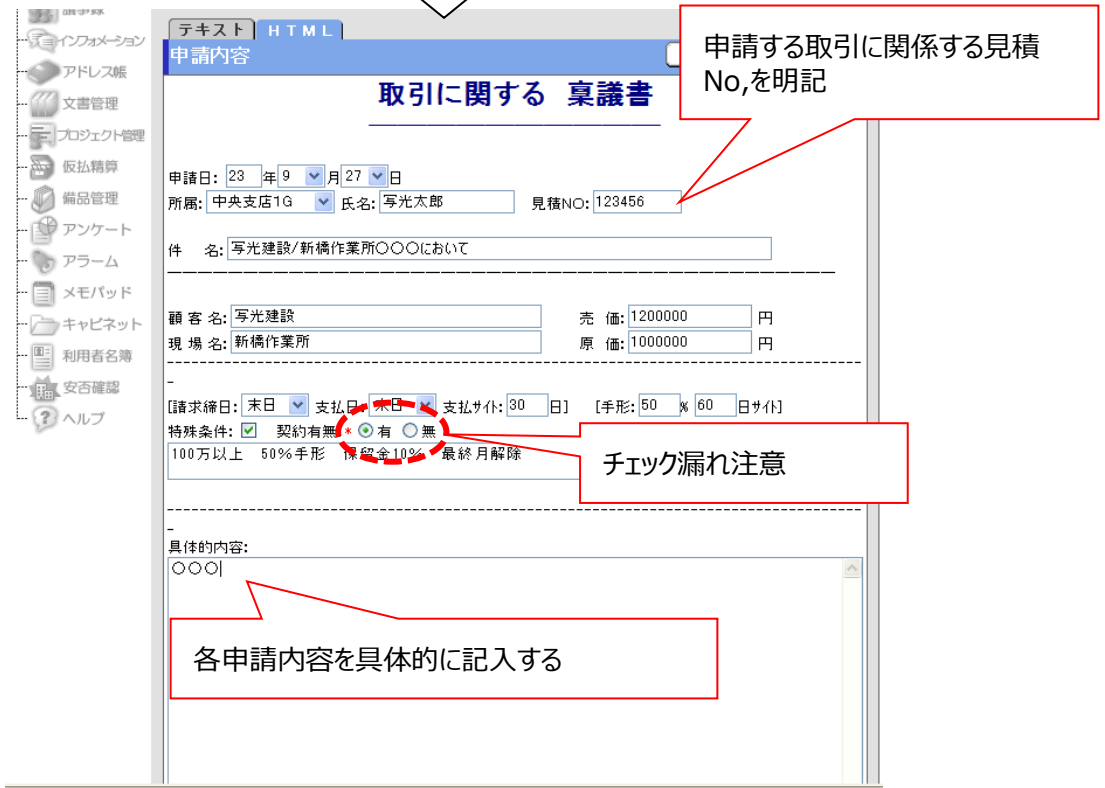 議事録
インフォメーション
アドレス帳
文書管理
プロジェクト管理
仮払精算
備品管理
アンケート
アラーム
メモパッド
キャビネット
利用者名簿
安否確認
ヘルプ
テキスト HTML
申請内容
申請する取引に関係する見積
No,を明記
取引に関する 稟議書
申請日: 23 年 9 月 27 日
所属: 中央支店1G 氏名: 写光太郎 見積NO: 123456
件 名: 写光建設/新橋作業所〇〇〇において
顧 客 名: 写光建設 売 価: 1200000 円
現 場 名: 新橋作業所 原 価: 1000000 円
[請求締日: 末日 支払日: 末日 支払サイト: 30 日] [手形: 50 % 60 日サイト]
特殊条件: 契約有無 * 有 無
100万以上 50%手形 保留金10% 最終月解除
チェック漏れ注意
具体的内容:
〇〇〇
各申請内容を具体的に記入する